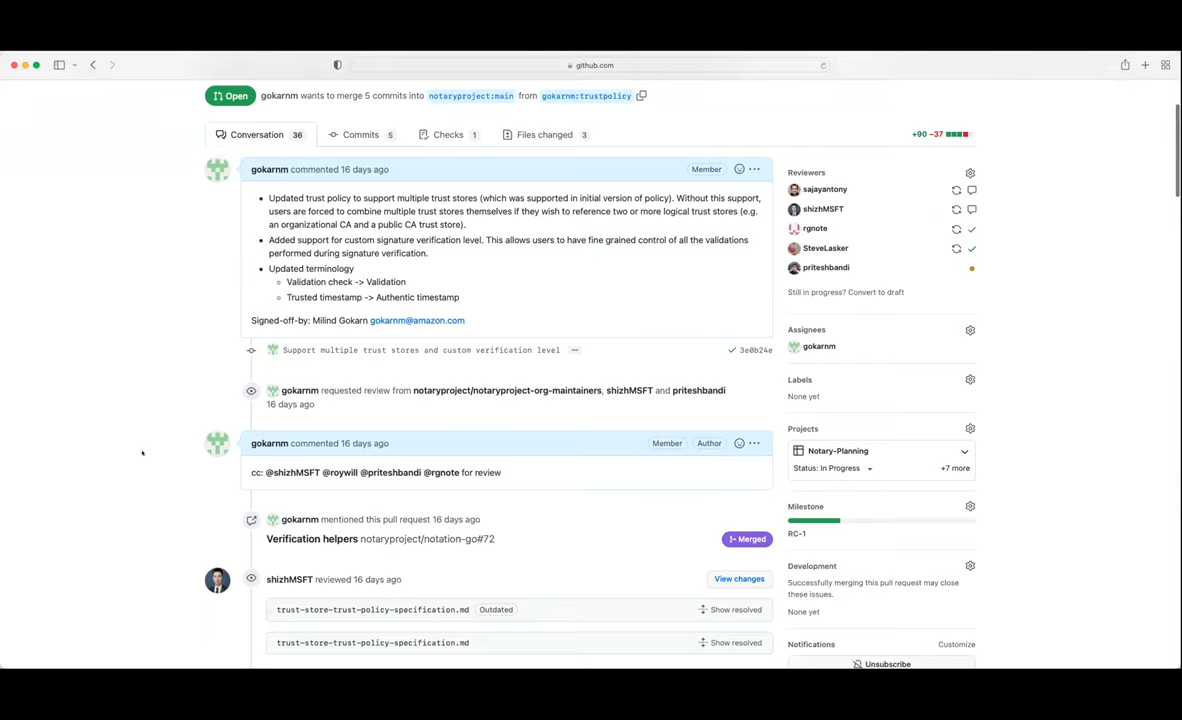 github.com
Open gokarnm wants to merge 5 commits into notaryproject:main from gokarnm:trustpolicy
Conversation 36 Commits 5 Checks 1 Files changed 3 +90 −37
gokarnm commented 16 days ago Member
Updated trust policy to support multiple trust stores (which was supported in initial version of policy). Without this support,
users are forced to combine multiple trust stores themselves if they wish to reference two or more logical trust stores (e.g.
an organizational CA and a public CA trust store).
Added support for custom signature verification level. This allows users to have fine grained control of all the validations
performed during signature verification.
Updated terminology
Validation check -> Validation
Trusted timestamp -> Authentic timestamp
Signed-off-by: Milind Gokarn gokarnm@amazon.com
Support multiple trust stores and custom verification level ... 3e0b24e
gokarnm requested review from notaryproject/notaryproject-org-maintainers, shizhMSFT and priteshbandi
16 days ago
gokarnm commented 16 days ago Member Author
cc: @shizhMSFT @roywill @priteshbandi @rgnote for review
gokarnm mentioned this pull request 16 days ago
Verification helpers notaryproject/notation-go#72 Merged
shizhMSFT reviewed 16 days ago View changes
trust-store-trust-policy-specification.md Outdated Show resolved
trust-store-trust-policy-specification.md Show resolved
Reviewers
sajayantony
shizhMSFT
rgnote
SteveLasker
priteshbandi
Still in progress? Convert to draft
Assignees
gokarnm
Labels
None yet
Projects
Notary-Planning
Status: In Progress +7 more
Milestone
RC-1
Development
Successfully merging this pull request may close
these issues.
None yet
Notifications Customize
Unsubscribe